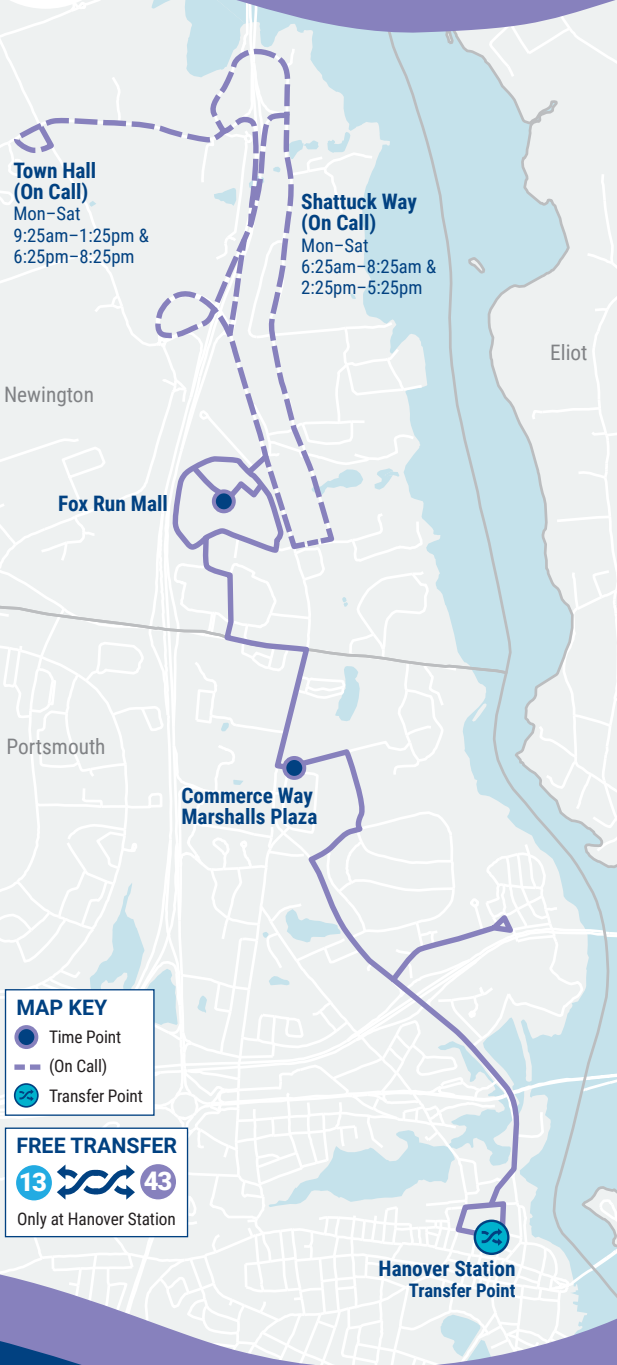 Town Hall
(On Call)
Mon–Sat
9:25am–1:25pm &
6:25pm–8:25pm
Shattuck Way
(On Call)
Mon–Sat
6:25am–8:25am &
2:25pm–5:25pm
Eliot
Newington
Fox Run Mall
Portsmouth
Commerce Way
Marshalls Plaza
MAP KEY
Time Point
(On Call)
Transfer Point
FREE TRANSFER
13 43
Only at Hanover Station
Hanover Station
Transfer Point